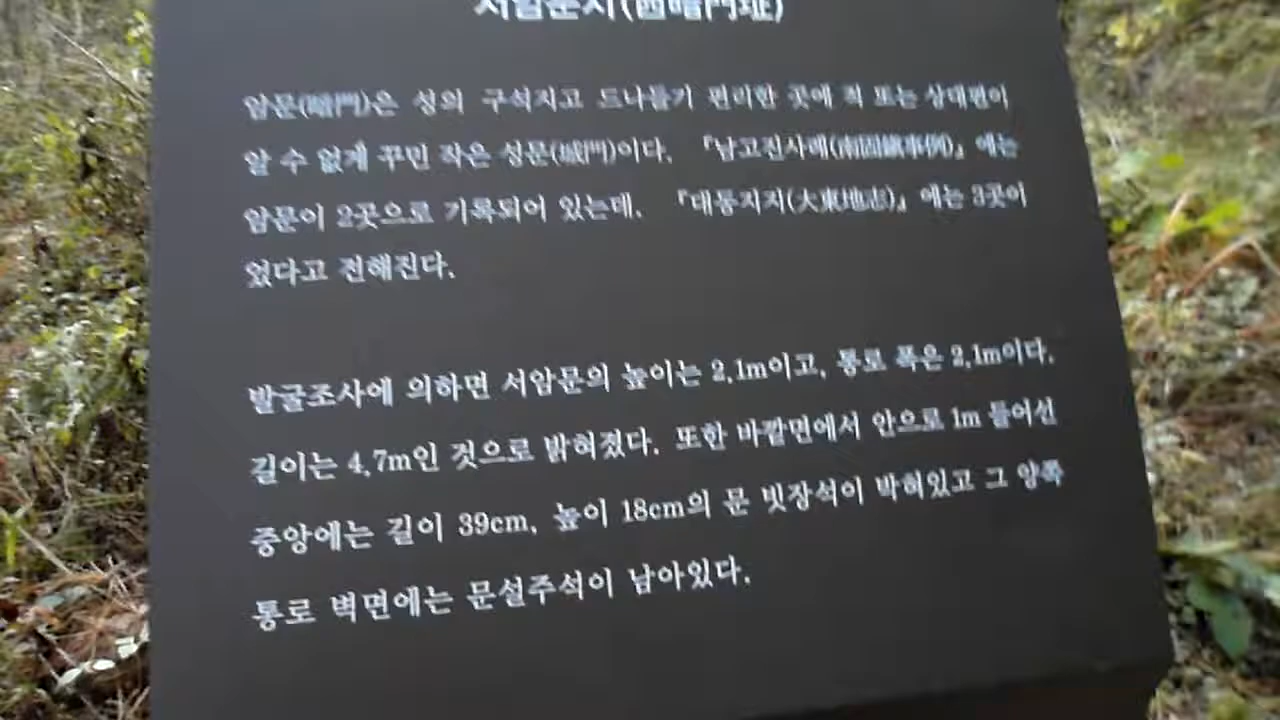 서암문지(西暗門址)
암문(暗門)은 성의 구석지고 드나들기 편리한 곳에 적 또는 상대편이
알 수 없게 꾸민 작은 성문(城門)이다. 『남고진사례(南固鎭事例)』에는
암문이 2곳으로 기록되어 있는데, 『대동지지(大東地志)』에는 3곳이
있다고 전해진다.
발굴조사에 의하면 서암문의 높이는 2.1m이고, 통로 폭은 2.1m이다.
길이는 4.7m인 것으로 밝혀졌다. 또한 바깥면에서 안으로 1m 들어선
중앙에는 길이 39cm, 높이 18cm의 문 빗장석이 박혀있고 그 양쪽
통로 벽면에는 문설주석이 남아있다.